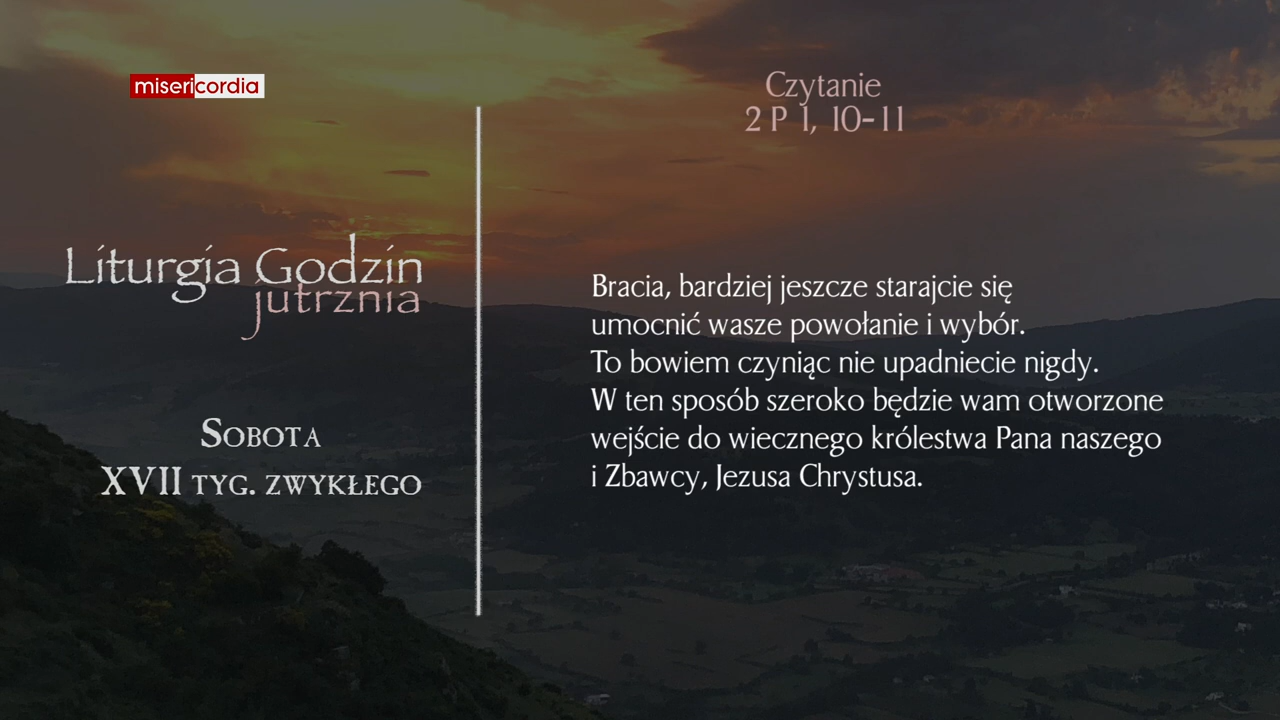 misericordia
Liturgia Godzin
jutrznia
Sobota
XVII tyg. zwykłego
Czytanie
2 P 1, 10-11
Bracia, bardziej jeszcze starajcie się
umocnić wasze powołanie i wybór.
To bowiem czyniąc nie upadniecie nigdy.
W ten sposób szeroko będzie wam otworzone
wejście do wiecznego królestwa Pana naszego
i Zbawcy, Jezusa Chrystusa.